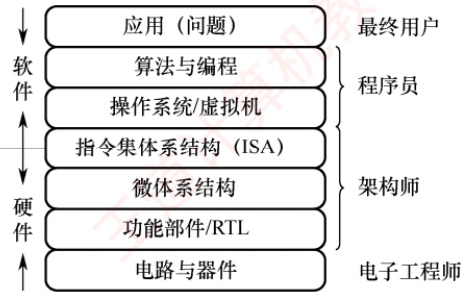 应用（问题） 最终用户
算法与编程
程序员
操作系统/虚拟机
指令集体系结构（ISA）
微体系结构
架构师
功能部件/RTL
电路与器件 电子工程师
软件
硬件